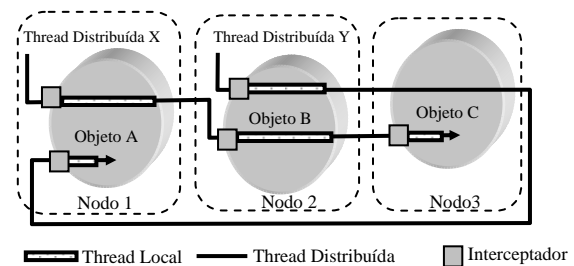 Thread Distribuída X
Thread Distribuída Y
Objeto A
Objeto B
Objeto C
Nodo 1
Nodo 2
Nodo3
Thread Local
Thread Distribuída
Interceptador